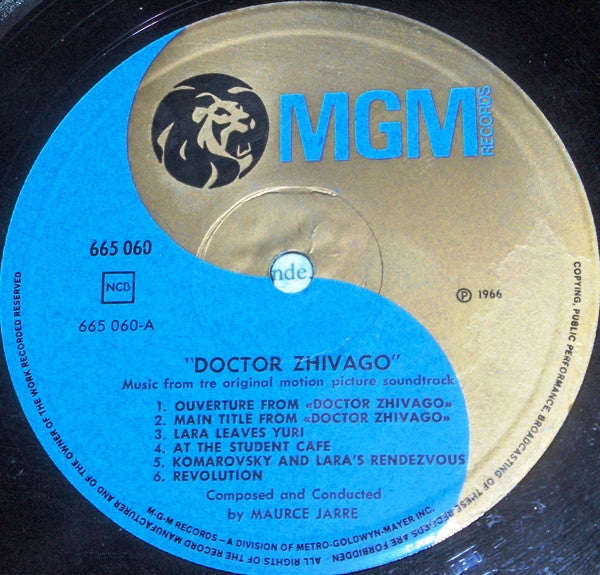 MGM
RECORDS
665 060
NCB
665 060-A
nde.
℗ 1966
"DOCTOR ZHIVAGO"
Music from tre original motion picture soundtrack
1. OUVERTURE FROM «DOCTOR ZHIVAGO»
2. MAIN TITLE FROM «DOCTOR ZHIVAGO»
3. LARA LEAVES YURI
4. AT THE STUDENT CAFE
5. KOMAROVSKY AND LARA'S RENDEZVOUS
6. REVOLUTION
Composed and Conducted
by MAURCE JARRE
M-G-M RECORDS – A DIVISION OF METRO-GOLDWYN-MAYER INC.
ALL RIGHTS OF THE RECORD MANUFACTURER AND OF THE OWNER OF THE WORK RECORDED RESERVED
COPYING, PUBLIC PERFORMANCE, BROADCASTING OF THESE RECORDS ARE FORBIDDEN -